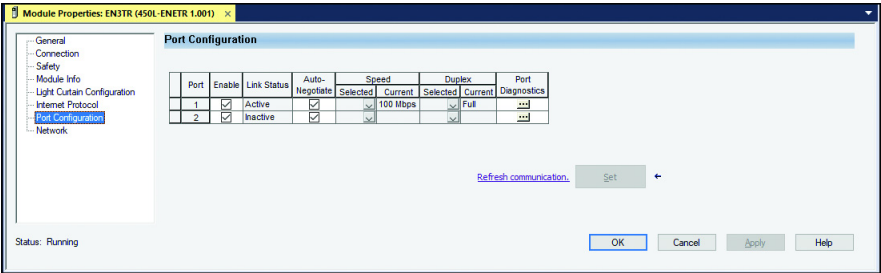 Module Properties: EN3TR (450L-ENETR 1.001) ×
General
Connection
Safety
Module Info
Light Curtain Configuration
Internet Protocol
Port Configuration
Network
Port Configuration
Port Enable Link Status Auto-Negotiate Speed Duplex Port Diagnostics
Selected Current Selected Current
1 Active 100 Mbps Full ...
2 Inactive ...
Refresh communication. Set ←
Status: Running
OK Cancel Apply Help